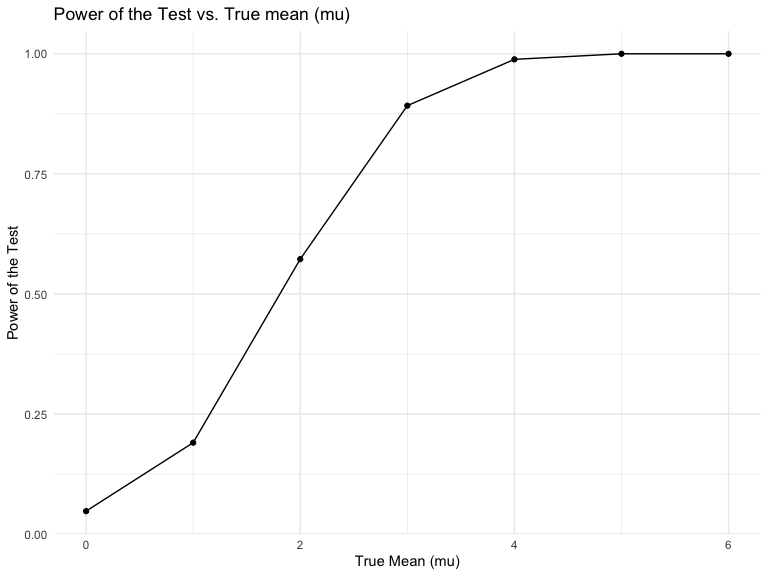 Power of the Test vs. True mean (mu)
1.00
0.75
0.50
0.25
0.00
Power of the Test
0 2 4 6
True Mean (mu)